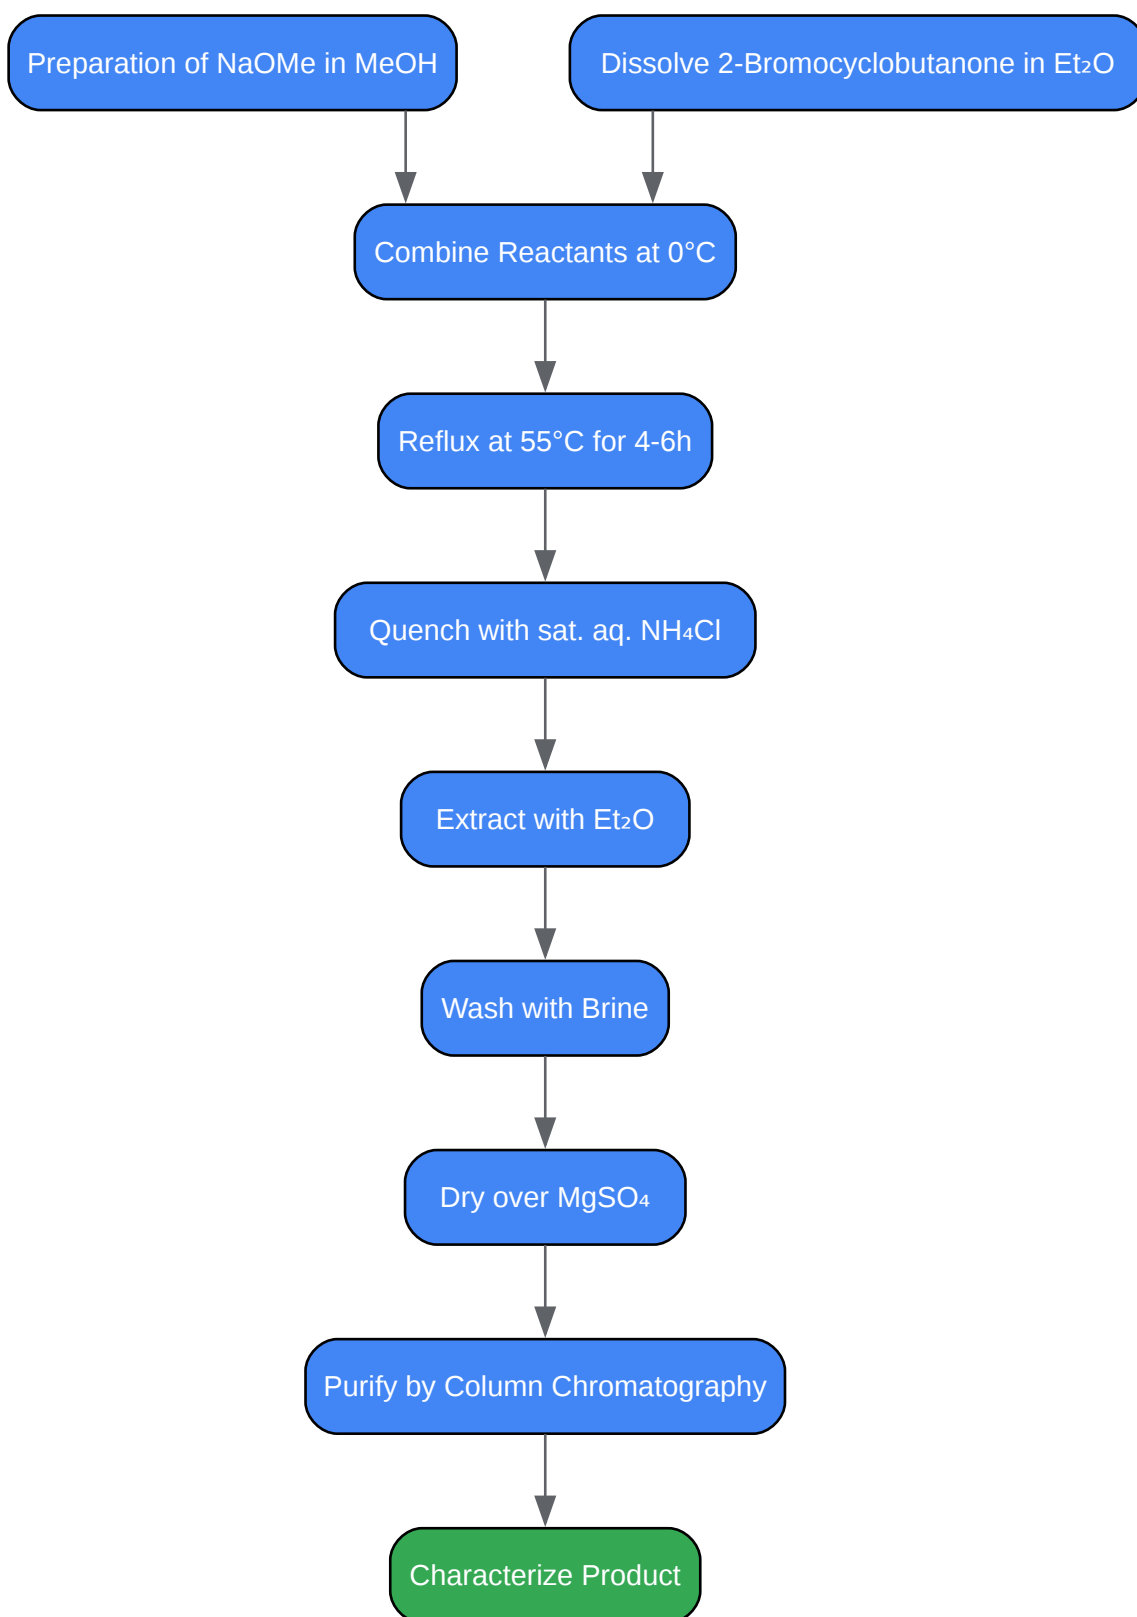 Preparation of NaOMe in MeOH
Dissolve 2-Bromocyclobutanone in Et₂O
Combine Reactants at 0°C
Reflux at 55°C for 4-6h
Quench with sat. aq. NH₄Cl
Extract with Et₂O
Wash with Brine
Dry over MgSO₄
Purify by Column Chromatography
Characterize Product